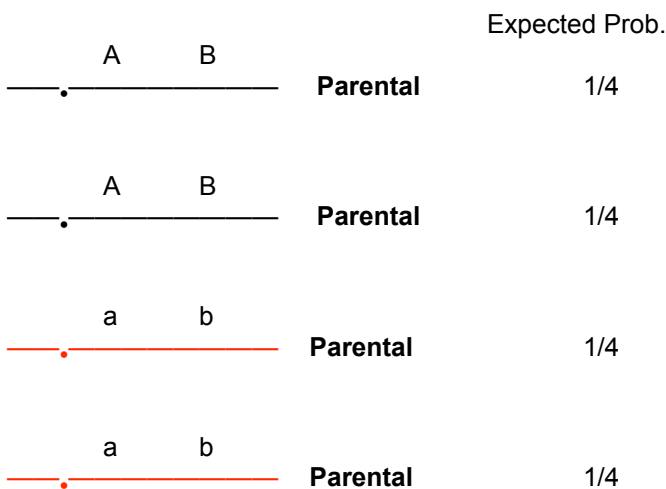 Expected Prob.
A B
Parental 1/4
A B
Parental 1/4
a b
Parental 1/4
a b
Parental 1/4